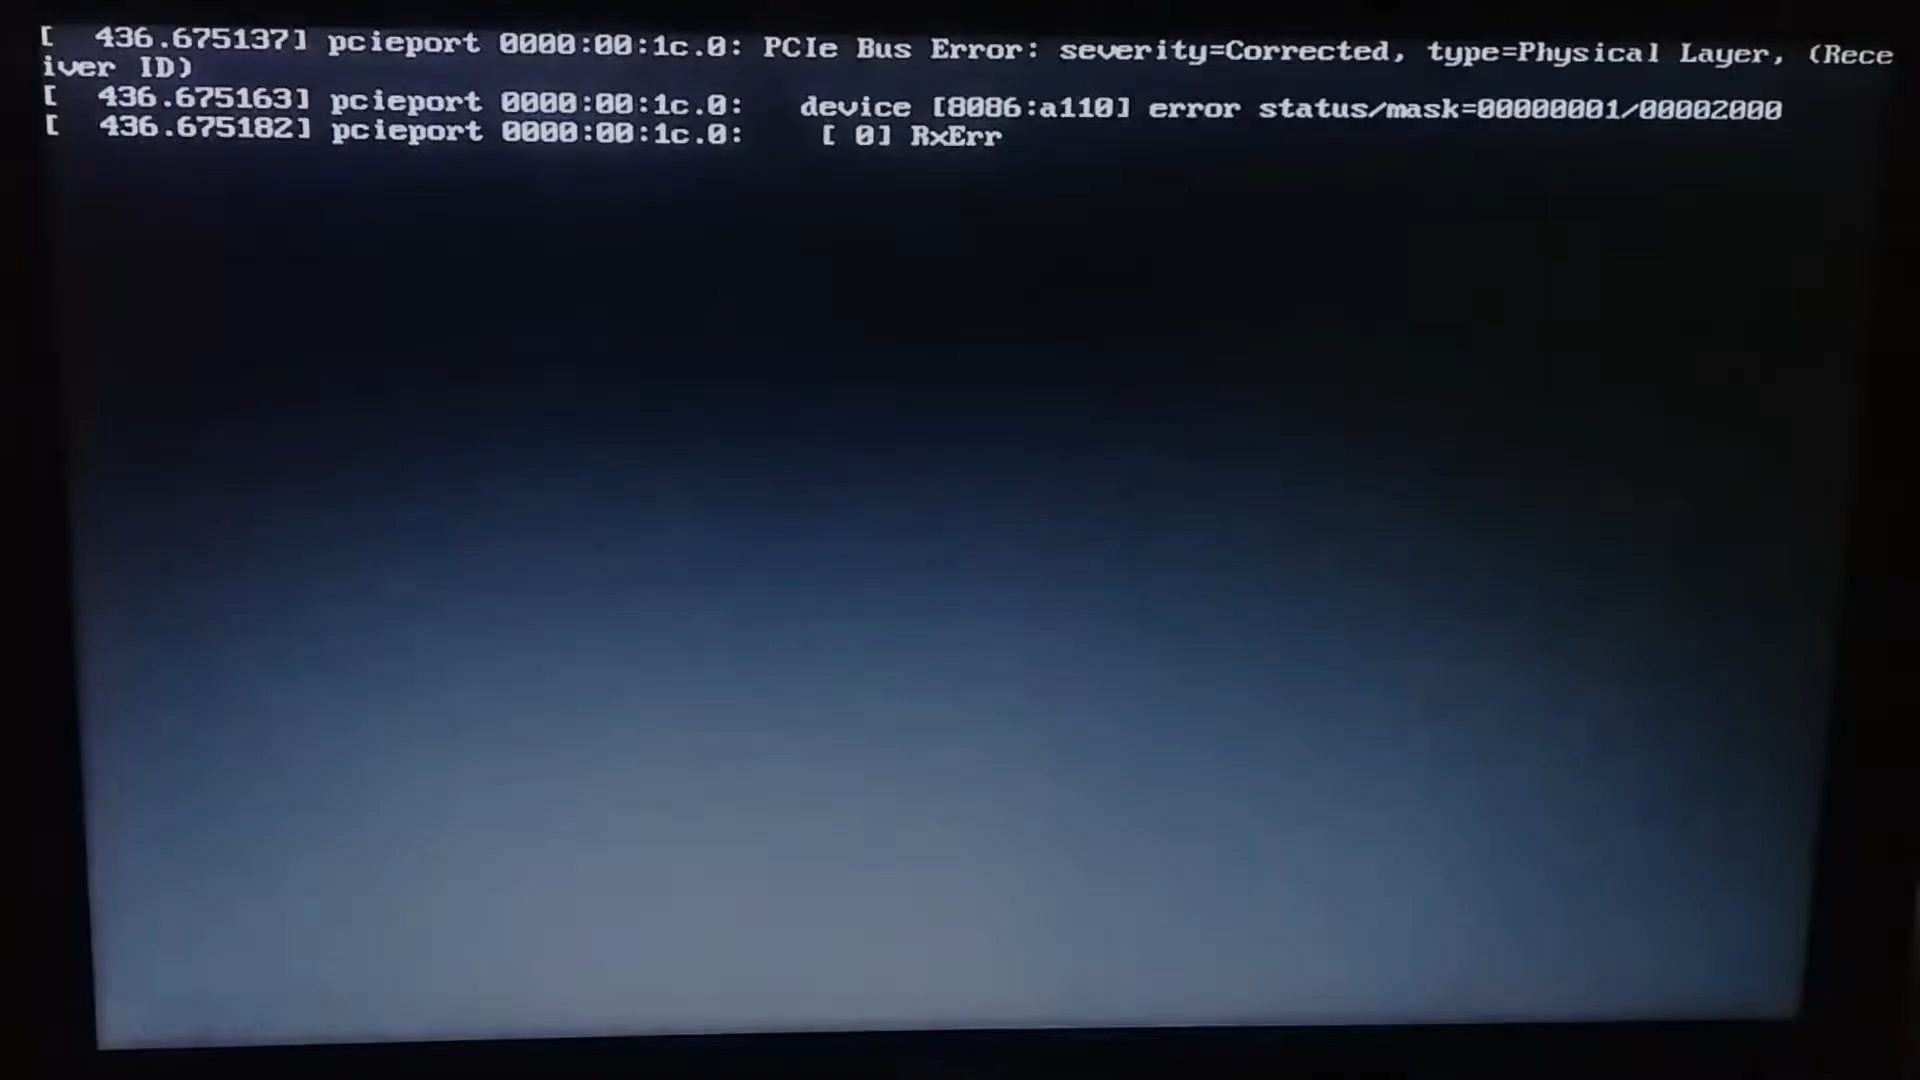 [  436.675137] pcieport 0000:00:1c.0: PCIe Bus Error: severity=Corrected, type=Physical Layer, (Rece
iver ID)
[  436.675163] pcieport 0000:00:1c.0:   device [8086:a110] error status/mask=00000001/00002000
[  436.675182] pcieport 0000:00:1c.0:    [ 0] RxErr